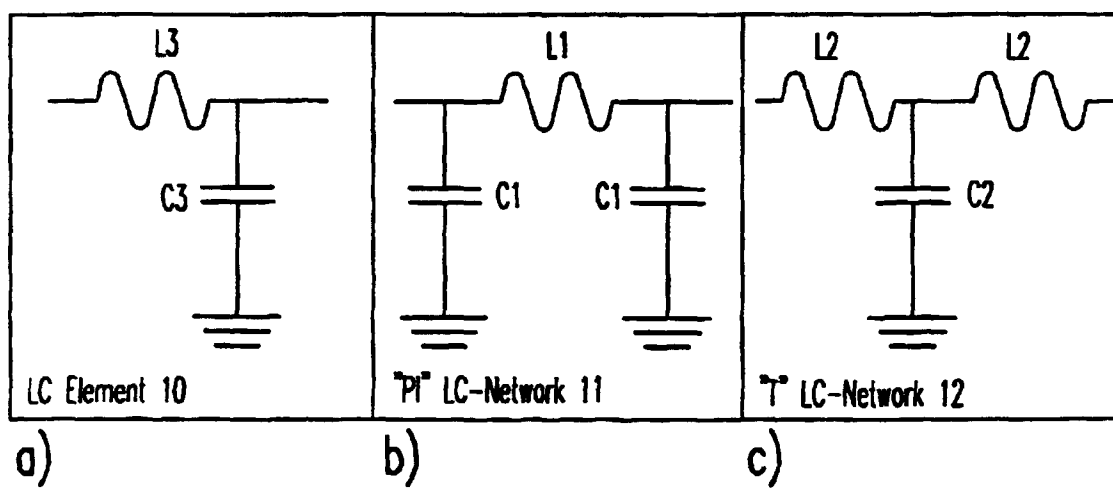 L3
C3
LC Element 10
a)
L1
C1
C1
"PI" LC-Network 11
b)
L2
L2
C2
"T" LC-Network 12
c)